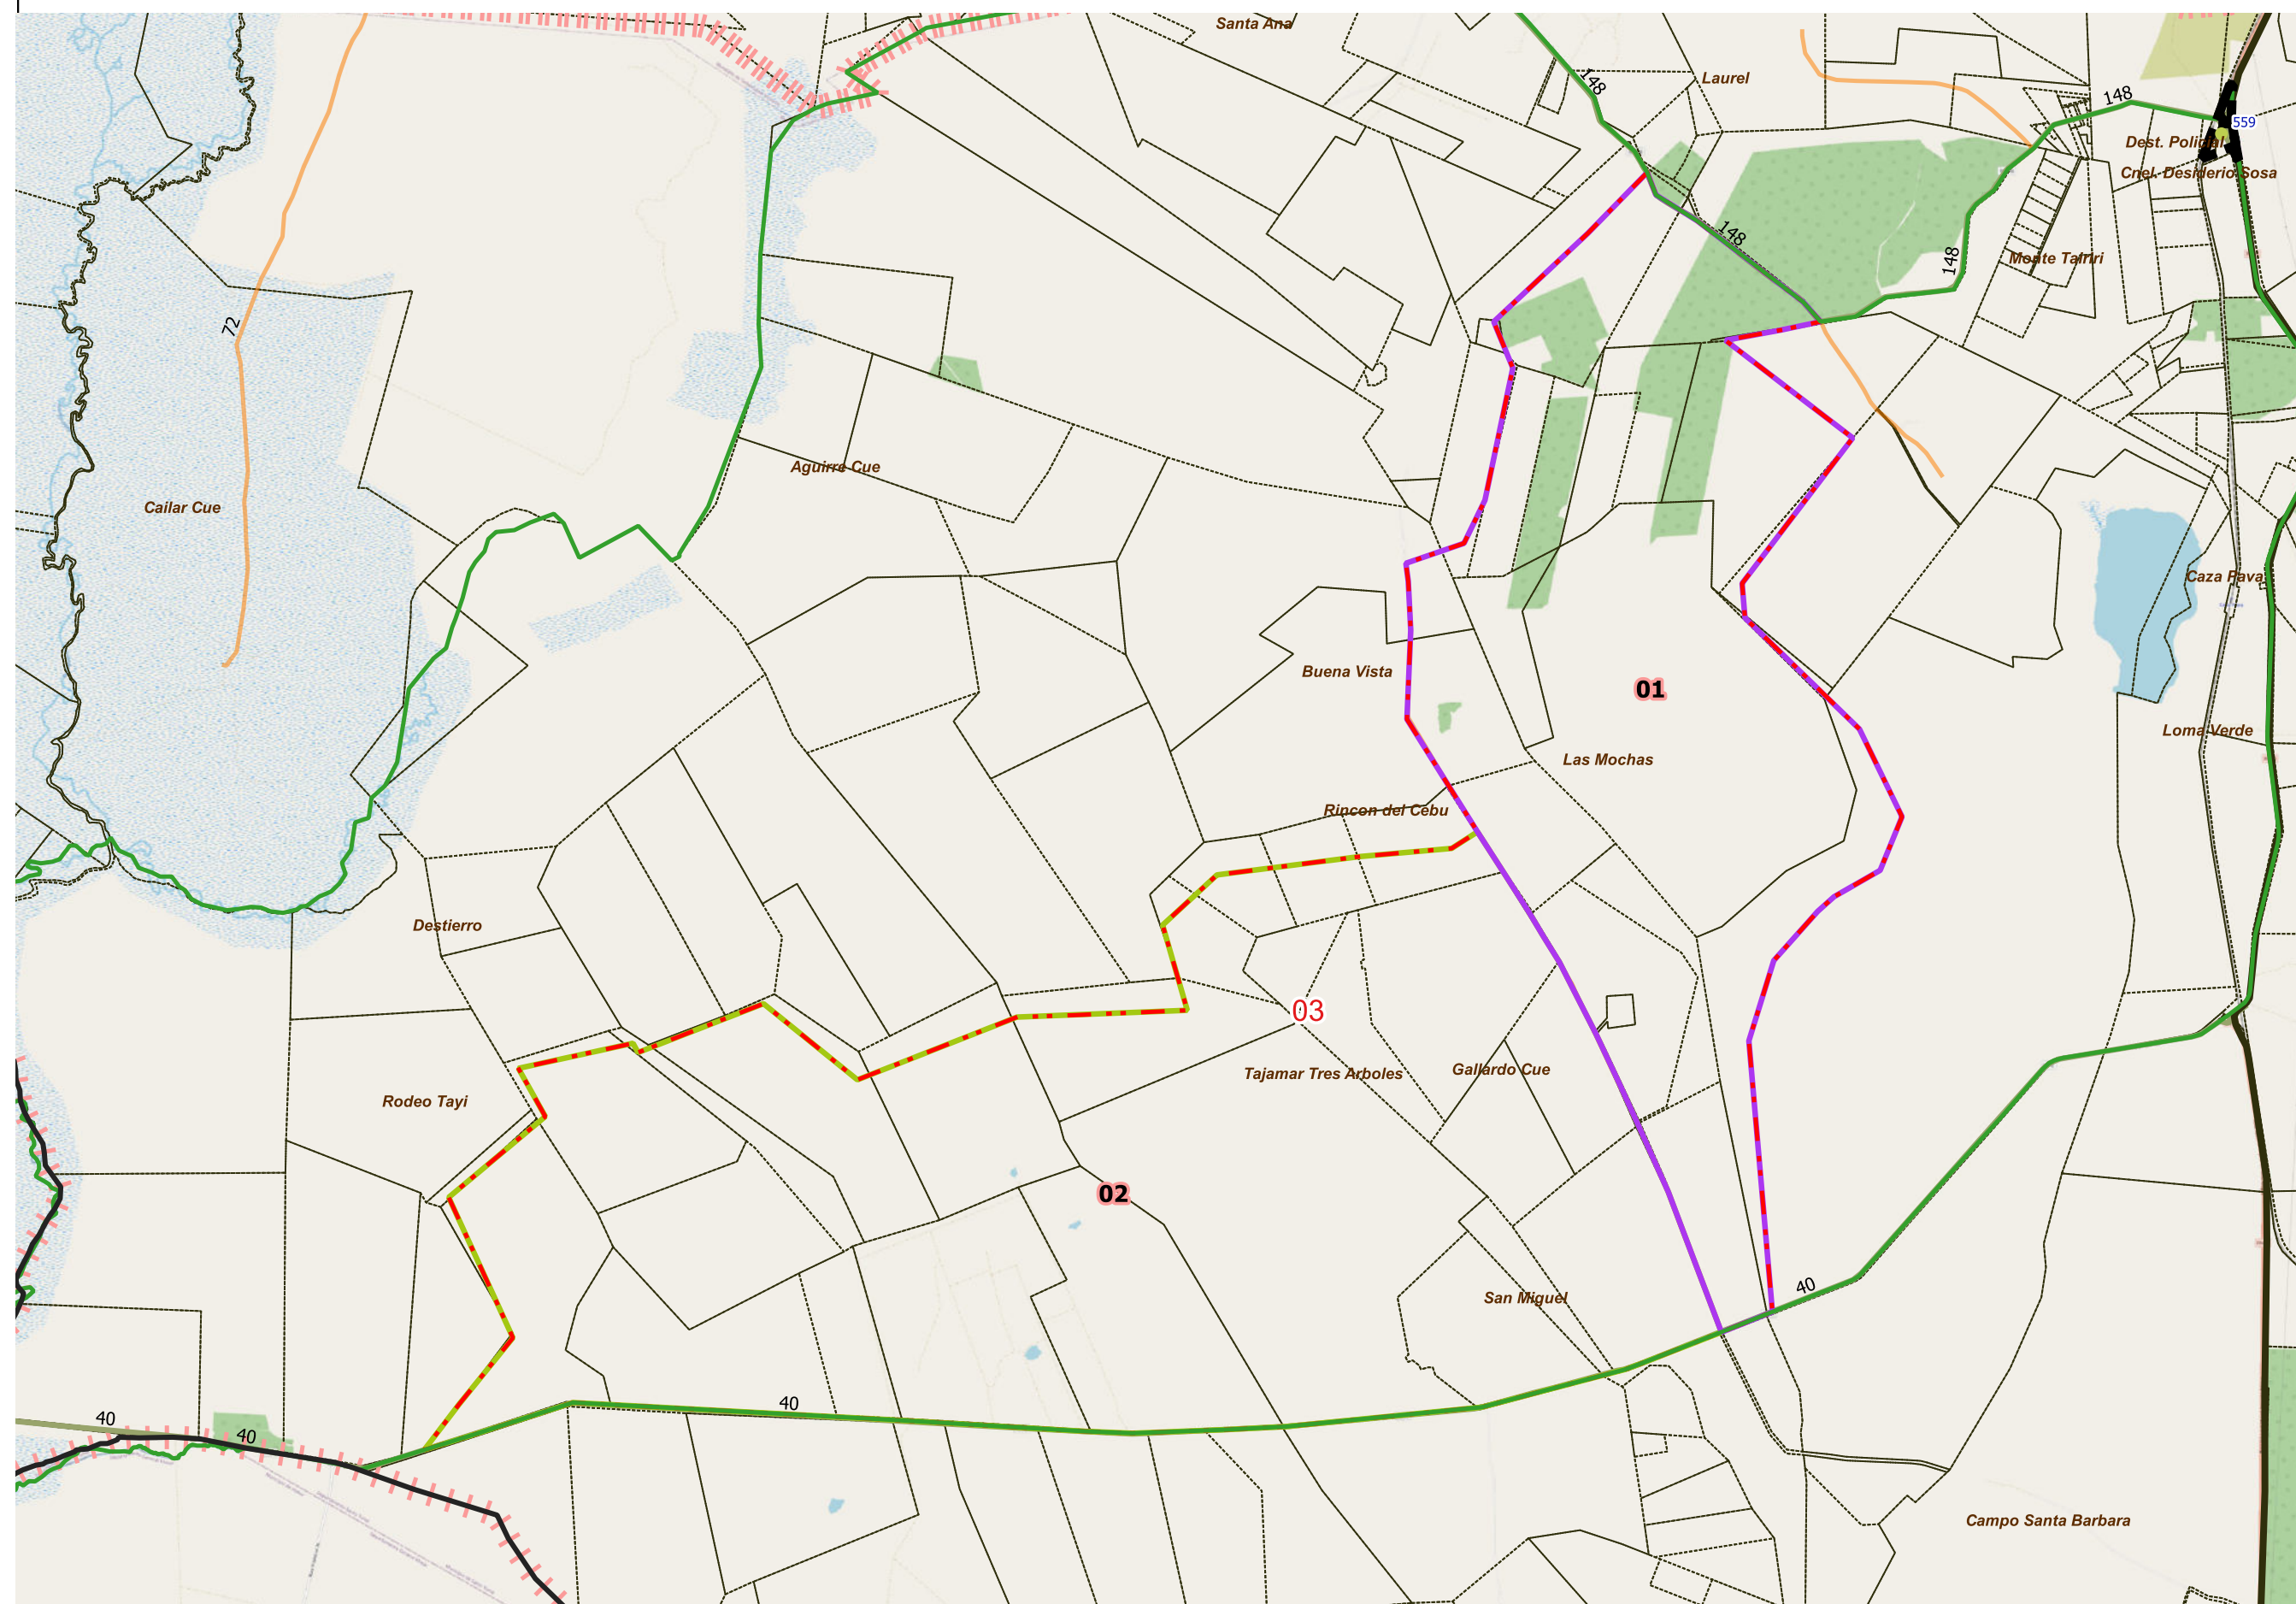 Santa Ana
148
Laurel
148
559
Dest. Policial
Cnel. Desiderio Sosa
148
148
Monte Tairiri
72
Aguirre Cue
Cailar Cue
Caza Pava
Buena Vista
01
Loma Verde
Las Mochas
Rincon del Cebu
Destierro
03
Tajamar Tres Arboles
Gallardo Cue
Rodeo Tayi
02
40
San Miguel
40
40
40
Campo Santa Barbara